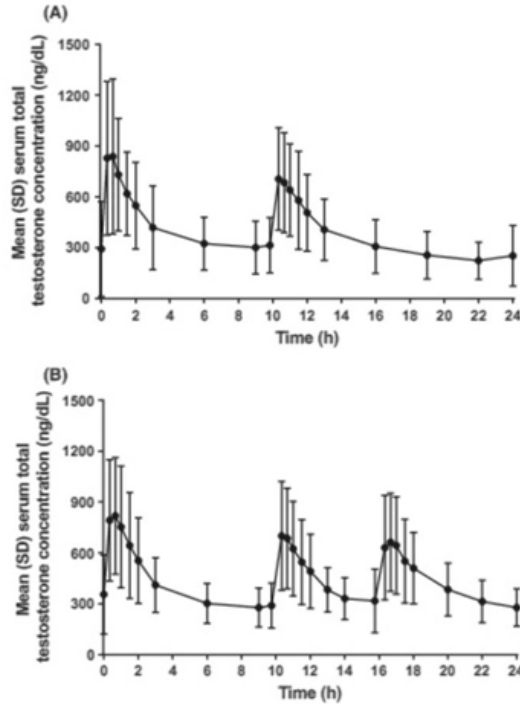 (A)
Mean (SD) serum total
testosterone concentration (ng/dL)
1500
1200
900
600
300
0
0 2 4 6 8 10 12 14 16 18 20 22 24
Time (h)
(B)
Mean (SD) serum total
testosterone concentration (ng/dL)
1500
1200
900
600
300
0
0 2 4 6 8 10 12 14 16 18 20 22 24
Time (h)